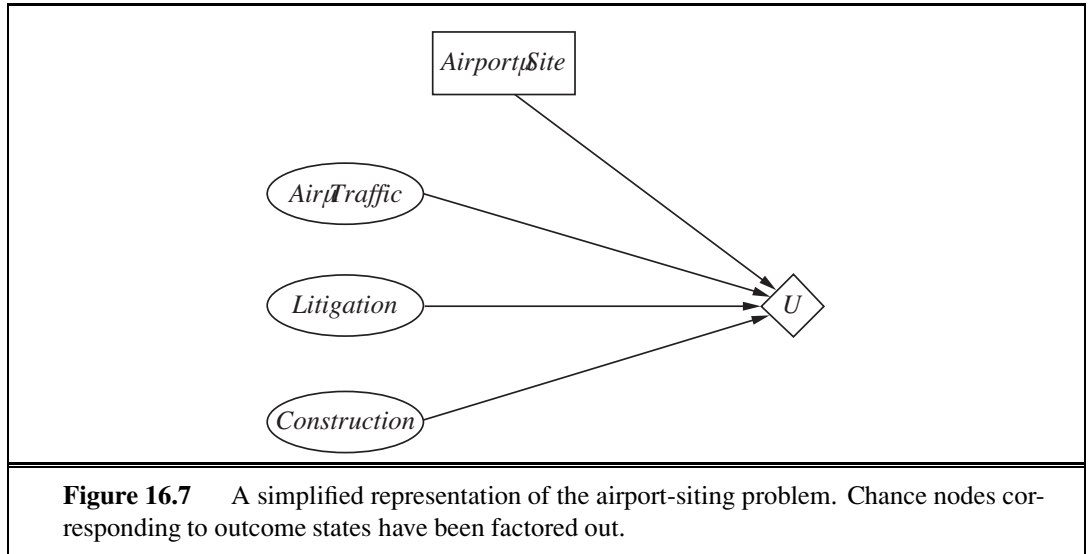 Airport Site
Air Traffic
Litigation
U
Construction
Figure 16.7 A simplified representation of the airport-siting problem. Chance nodes cor-
responding to outcome states have been factored out.